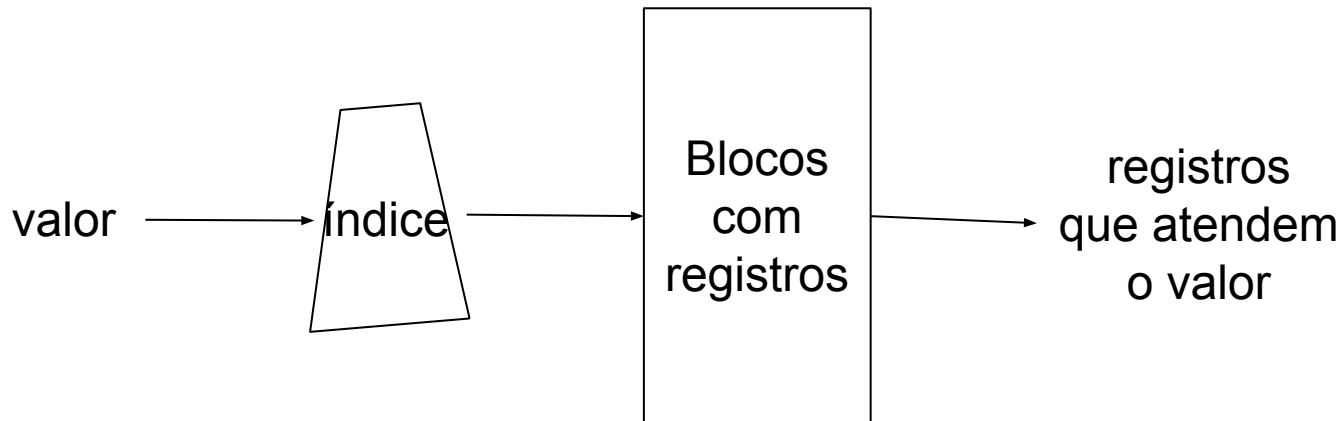 valor
índice
Blocos
com
registros
registros
que atendem
o valor